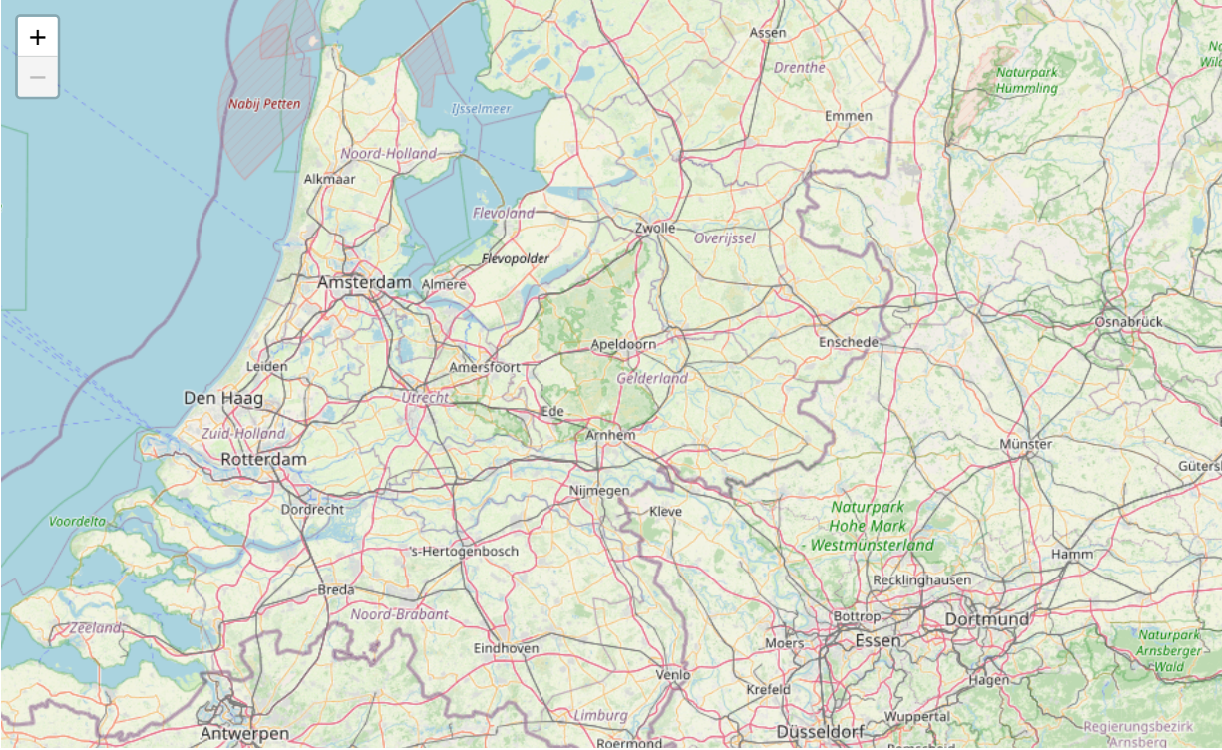 +
−
Assen
Drenthe
Naturpark
Hümmling
Nabij Petten
IJsselmeer
Emmen
Noord-Holland
Alkmaar
Flevoland
Zwolle
Overijssel
Flevopolder
Amsterdam
Almere
Osnabrück
Apeldoorn
Enschede
Leiden
Amersfoort
Gelderland
Den Haag
Utrecht
Ede
Zuid-Holland
Arnhem
Münster
Rotterdam
Nijmegen
Dordrecht
Kleve
Naturpark
Hohe Mark
- Westmünsterland
Voordelta
's-Hertogenbosch
Hamm
Recklinghausen
Breda
Noord-Brabant
Bottrop
Dortmund
Zeeland
Essen
Moers
Naturpark
Arnsberger
Wald
Eindhoven
Venlo
Hagen
Krefeld
Limburg
Wuppertal
Antwerpen
Düsseldorf
Regierungsbezirk
Arnsberg
Roermond